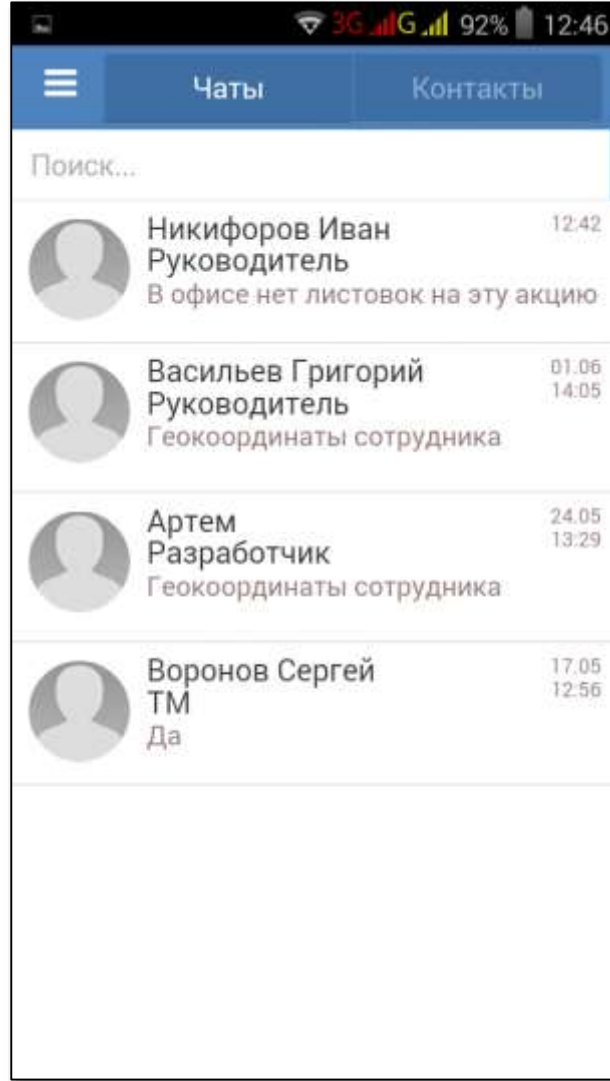 3G G 92% 12:46
Чаты Контакты
Поиск...
Никифоров Иван 12:42
Руководитель
В офисе нет листовок на эту акцию
Васильев Григорий 01.06
Руководитель 14:05
Геокоординаты сотрудника
Артем 24.05
Разработчик 13:29
Геокоординаты сотрудника
Воронов Сергей 17.05
ТМ 12:56
Да